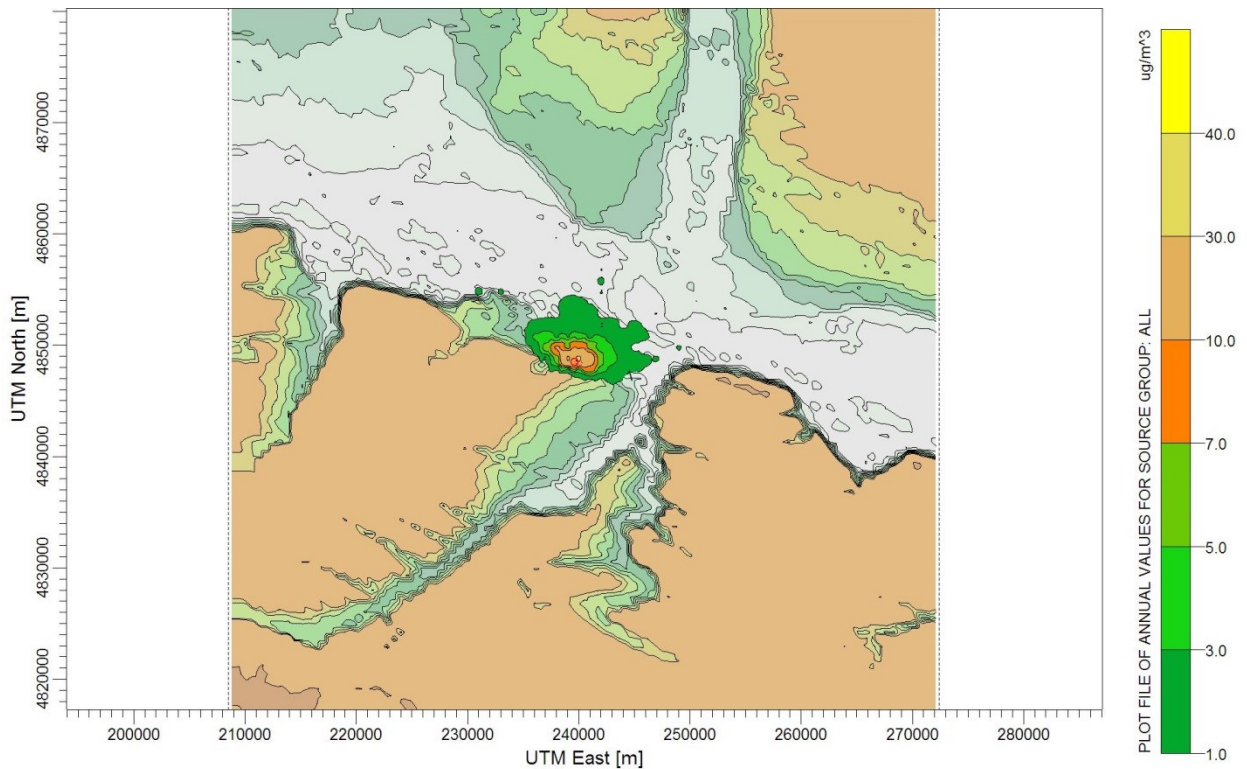 4870000
4860000
4850000
4840000
4830000
4820000
UTM North [m]
200000 210000 220000 230000 240000 250000 260000 270000 280000
UTM East [m]
PLOT FILE OF ANNUAL VALUES FOR SOURCE GROUP: ALL
ug/m^3
40.0
30.0
10.0
7.0
5.0
3.0
1.0